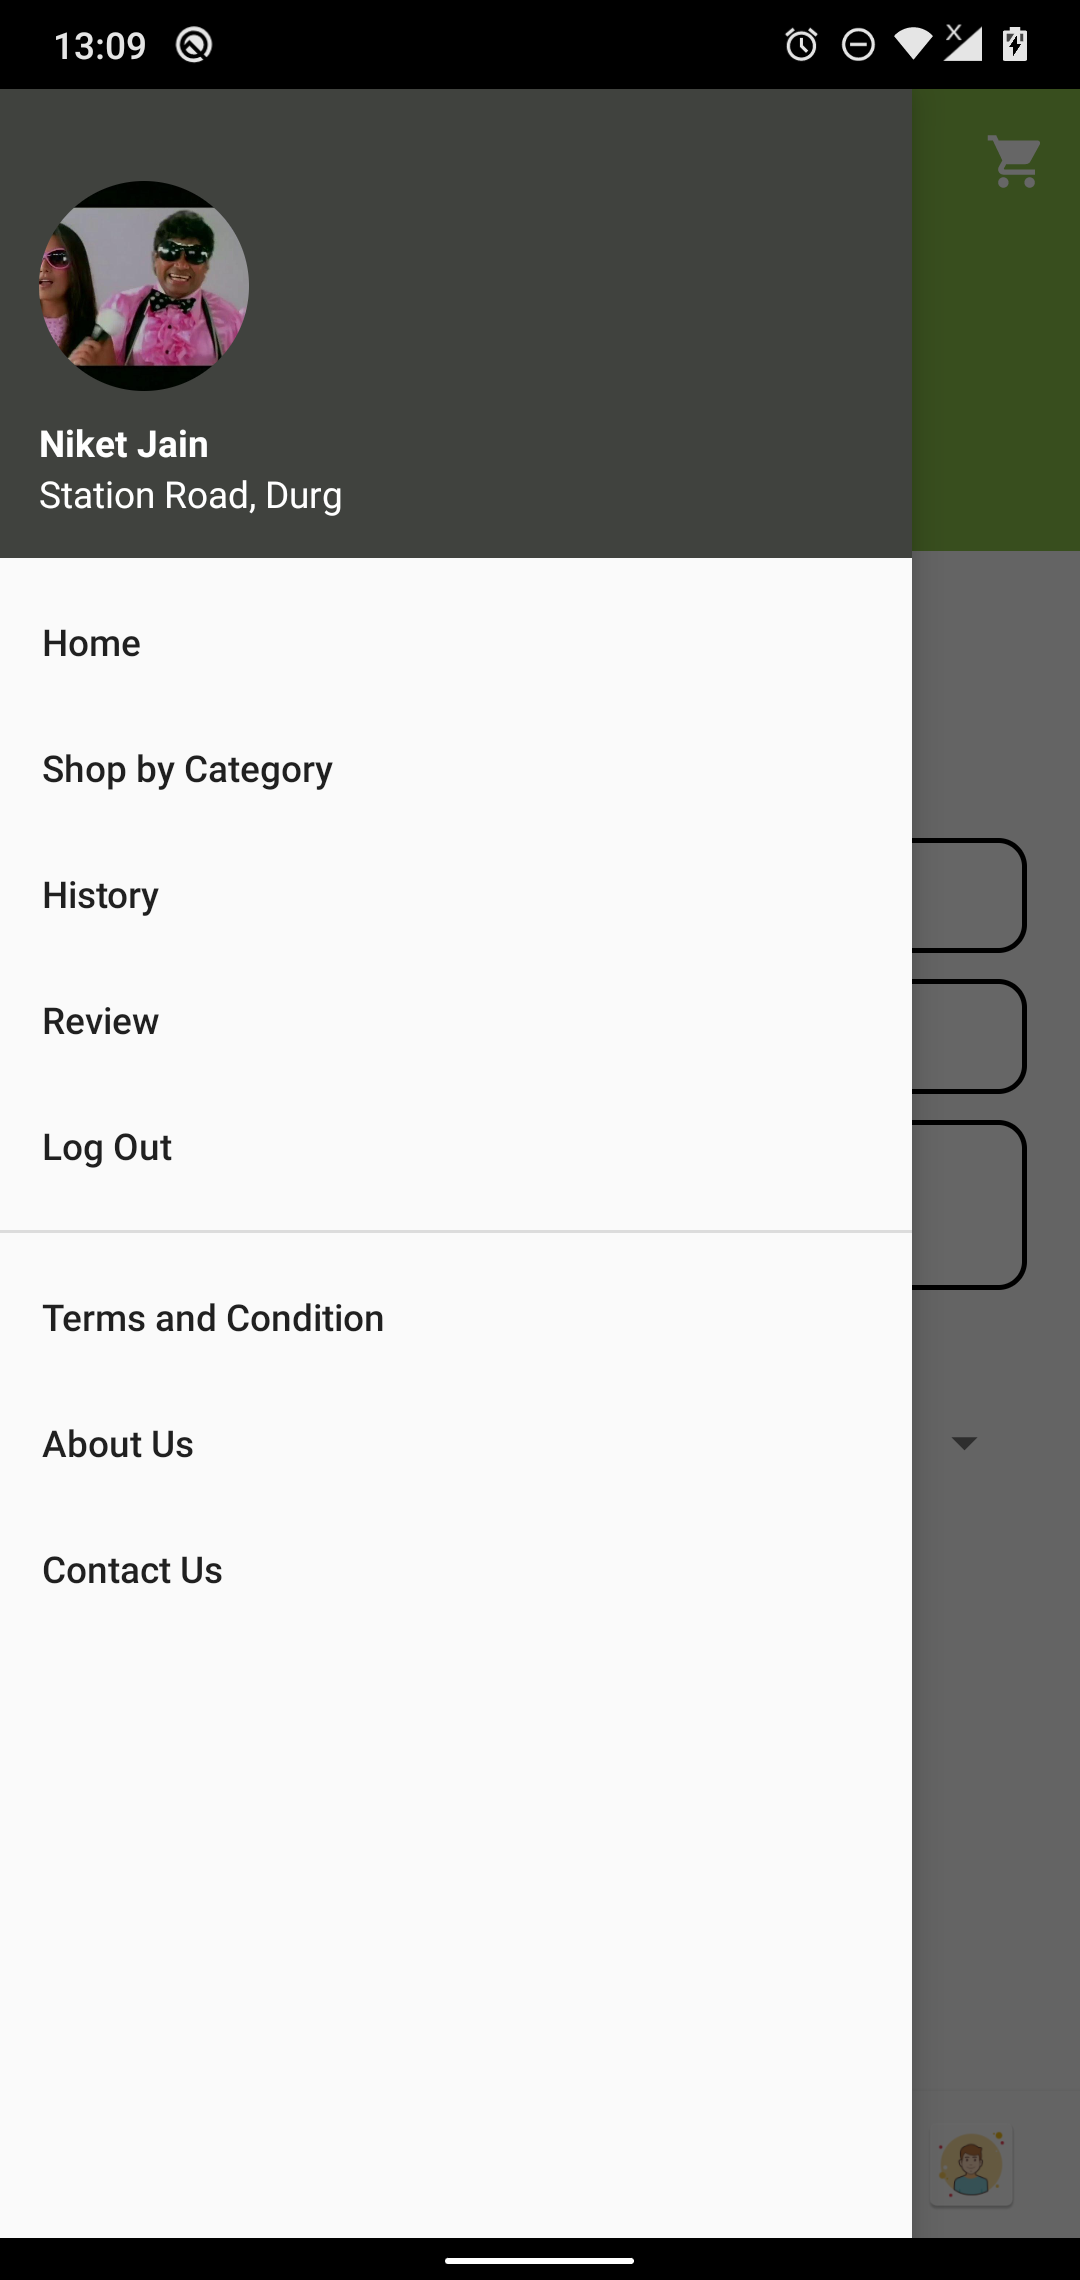 13:09
Niket Jain
Station Road, Durg
Home
Shop by Category
History
Review
Log Out
Terms and Condition
About Us
Contact Us